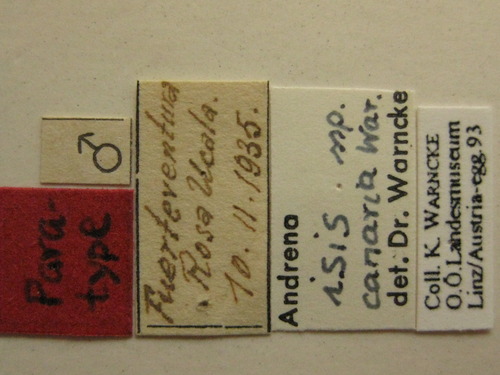 ♂
Para-
type
Fuerteventura
Rosa Ucala.
10.11.1935.
Andrena
isis. sp.
canaria War.
det. Dr. Warncke
Coll. K. WARNCKE
O.Ö. Landesmuseum
Linz/Austria-egg. 93